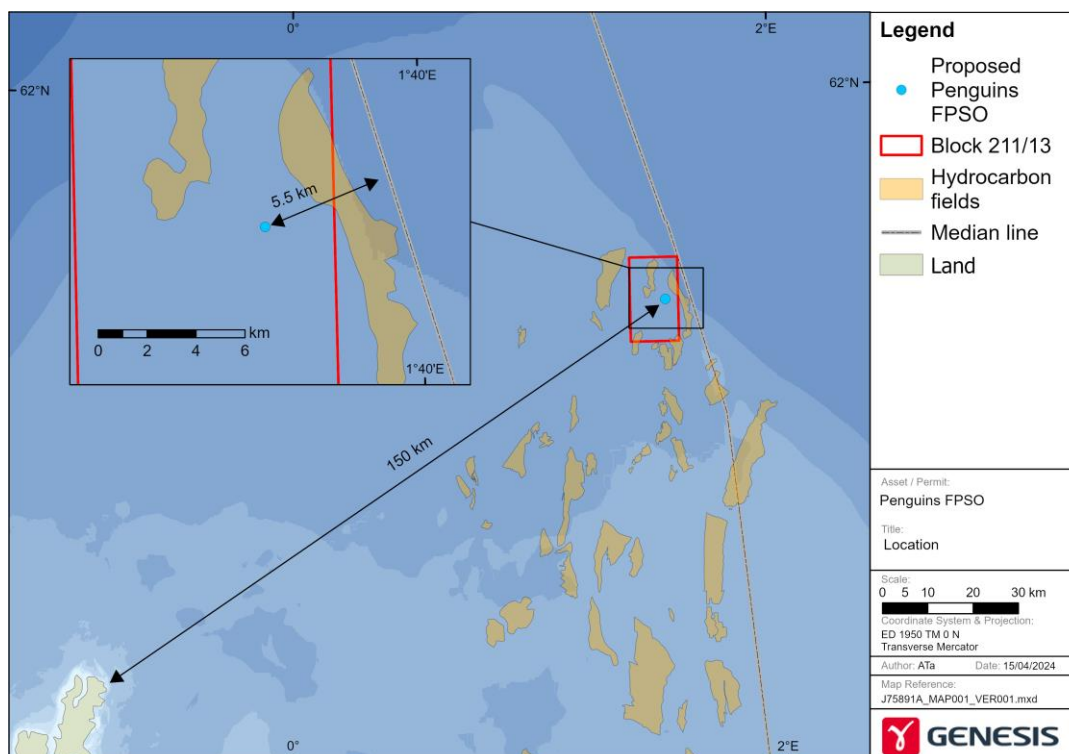 0°
2°E
62°N
62°N
1°40'E
5.5 km
0 2 4 6
km
1°40'E
150 km
0°
2°E
Legend
Proposed
Penguins
FPSO
Block 211/13
Hydrocarbon
fields
Median line
Land
Asset / Permit:
Penguins FPSO
Title:
Location
Scale:
0 5 10 20 30 km
Coordinate System & Projection:
ED 1950 TM 0 N
Transverse Mercator
Author: ATa Date: 15/04/2024
Map Reference:
J75891A_MAP001_VER001.mxd
GENESIS